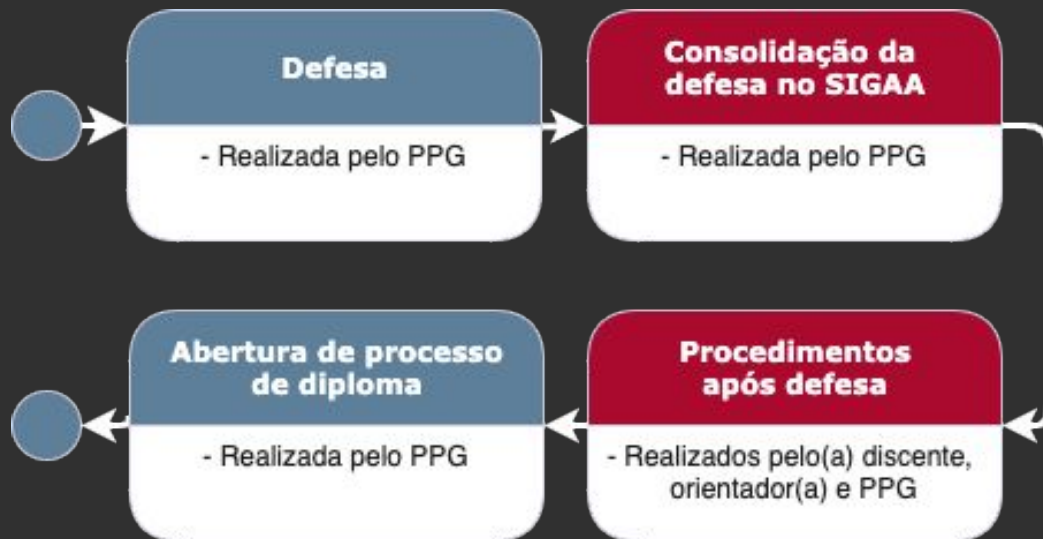 Defesa
- Realizada pelo PPG
Consolidação da
defesa no SIGAA
- Realizada pelo PPG
Procedimentos
após defesa
- Realizados pelo(a) discente,
orientador(a) e PPG
Abertura de processo
de diploma
- Realizada pelo PPG